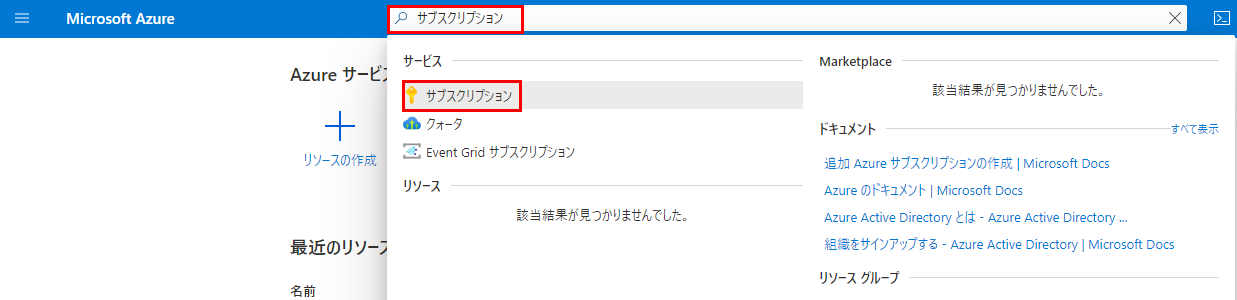 Microsoft Azure
サブスクリプション
Azure サービス
リソースの作成
最近のリソース
名前
サービス
サブスクリプション
クォータ
Event Grid サブスクリプション
リソース
該当結果が見つかりませんでした。
Marketplace
該当結果が見つかりませんでした。
ドキュメント
すべて表示
追加 Azure サブスクリプションの作成 | Microsoft Docs
Azure のドキュメント | Microsoft Docs
Azure Active Directory とは - Azure Active Directory ...
組織をサインアップする - Azure Active Directory | Microsoft Docs
リソース グループ